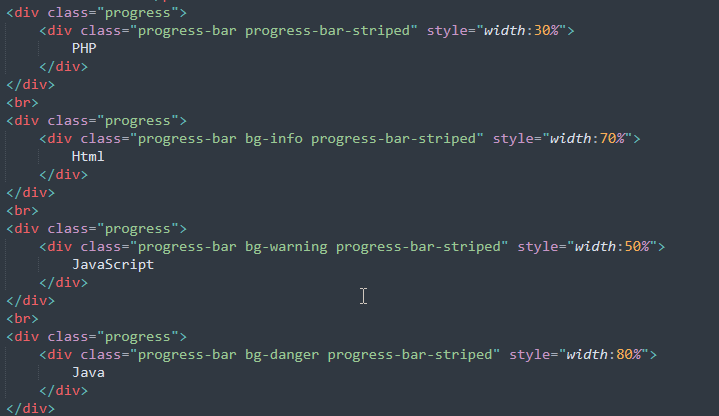 <div class="progress">
    <div class="progress-bar progress-bar-striped" style="width:30%">
        PHP
    </div>
</div>
<br>
<div class="progress">
    <div class="progress-bar bg-info progress-bar-striped" style="width:70%">
        Html
    </div>
</div>
<br>
<div class="progress">
    <div class="progress-bar bg-warning progress-bar-striped" style="width:50%">
        JavaScript
    </div>
</div>
<br>
<div class="progress">
    <div class="progress-bar bg-danger progress-bar-striped" style="width:80%">
        Java
    </div>
</div>